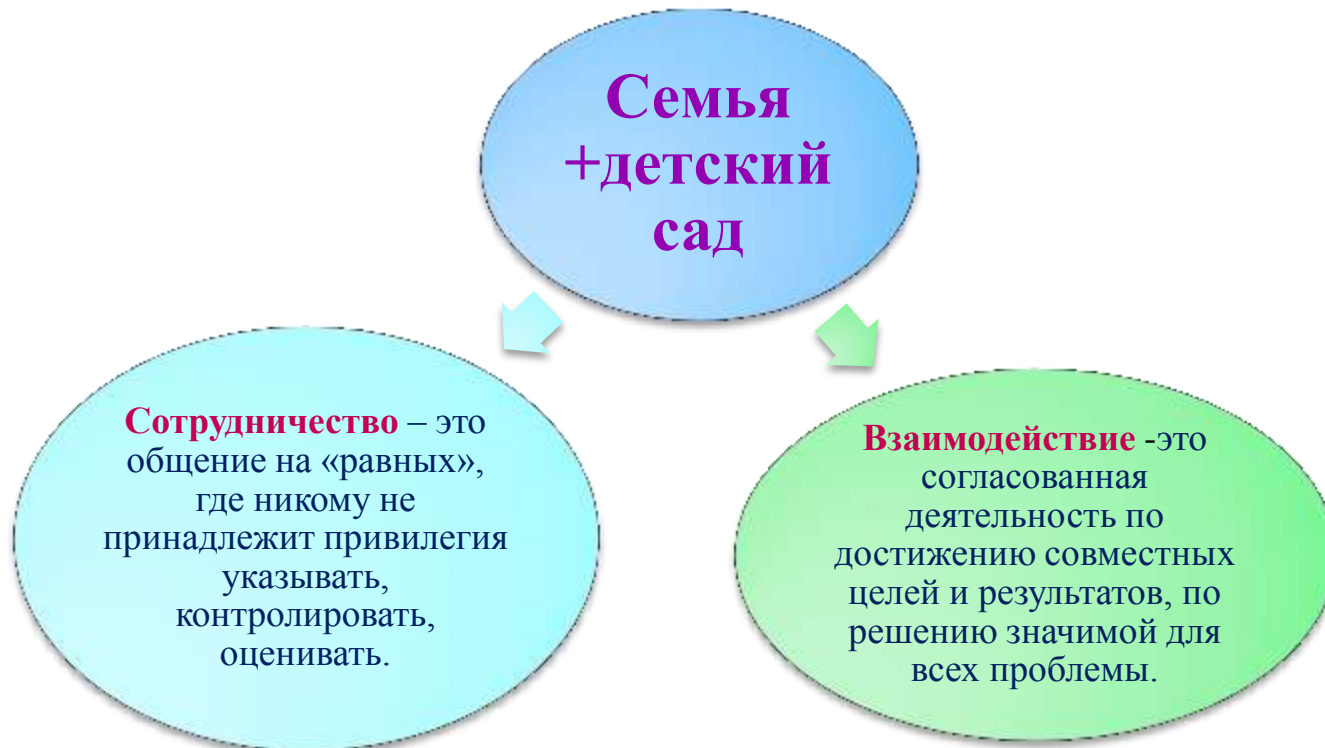 Семья
+детский
сад
Сотрудничество – это
общение на «равных»,
где никому не
принадлежит привилегия
указывать,
контролировать,
оценивать.
Взаимодействие -это
согласованная
деятельность по
достижению совместных
целей и результатов, по
решению значимой для
всех проблемы.